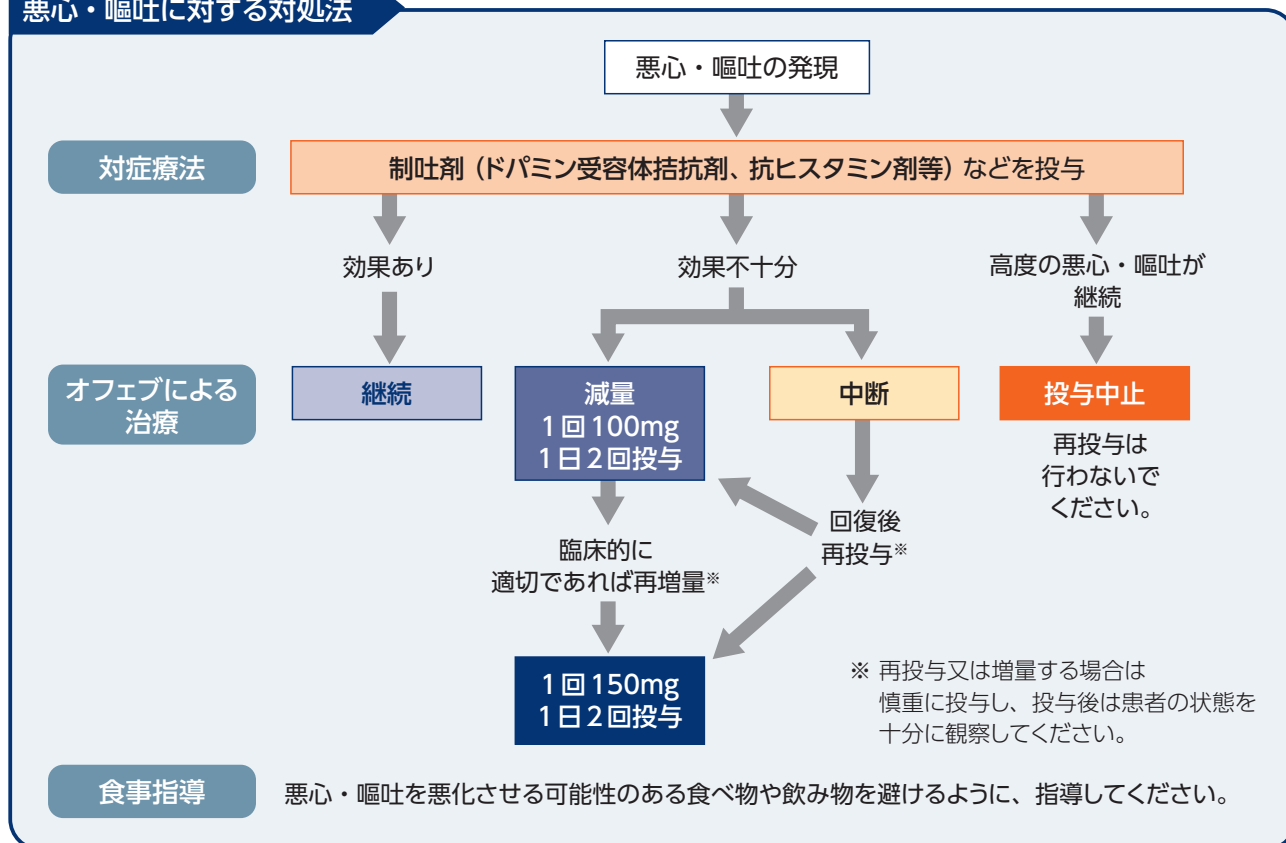 悪心・嘔吐に対する対処法
悪心・嘔吐の発現
対症療法
制吐剤（ドパミン受容体拮抗剤、抗ヒスタミン剤等）などを投与
効果あり
効果不十分
高度の悪心・嘔吐が
継続
オフェブによる
治療
継続
減量
1回100mg
1日2回投与
中断
投与中止
再投与は
行わないで
ください。
回復後
再投与※
臨床的に
適切であれば再増量※
1回150mg
1日2回投与
※ 再投与又は増量する場合は
慎重に投与し、投与後は患者の状態を
十分に観察してください。
食事指導
悪心・嘔吐を悪化させる可能性のある食べ物や飲み物を避けるように、指導してください。